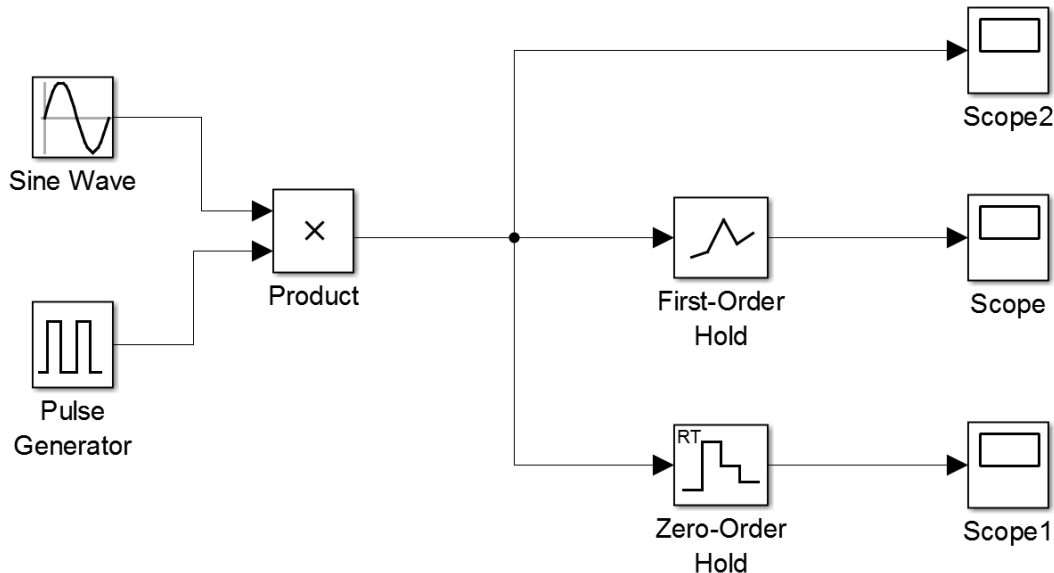 Scope2
Sine Wave
×
Product
First-Order
Hold
Scope
Pulse
Generator
RT
Zero-Order
Hold
Scope1